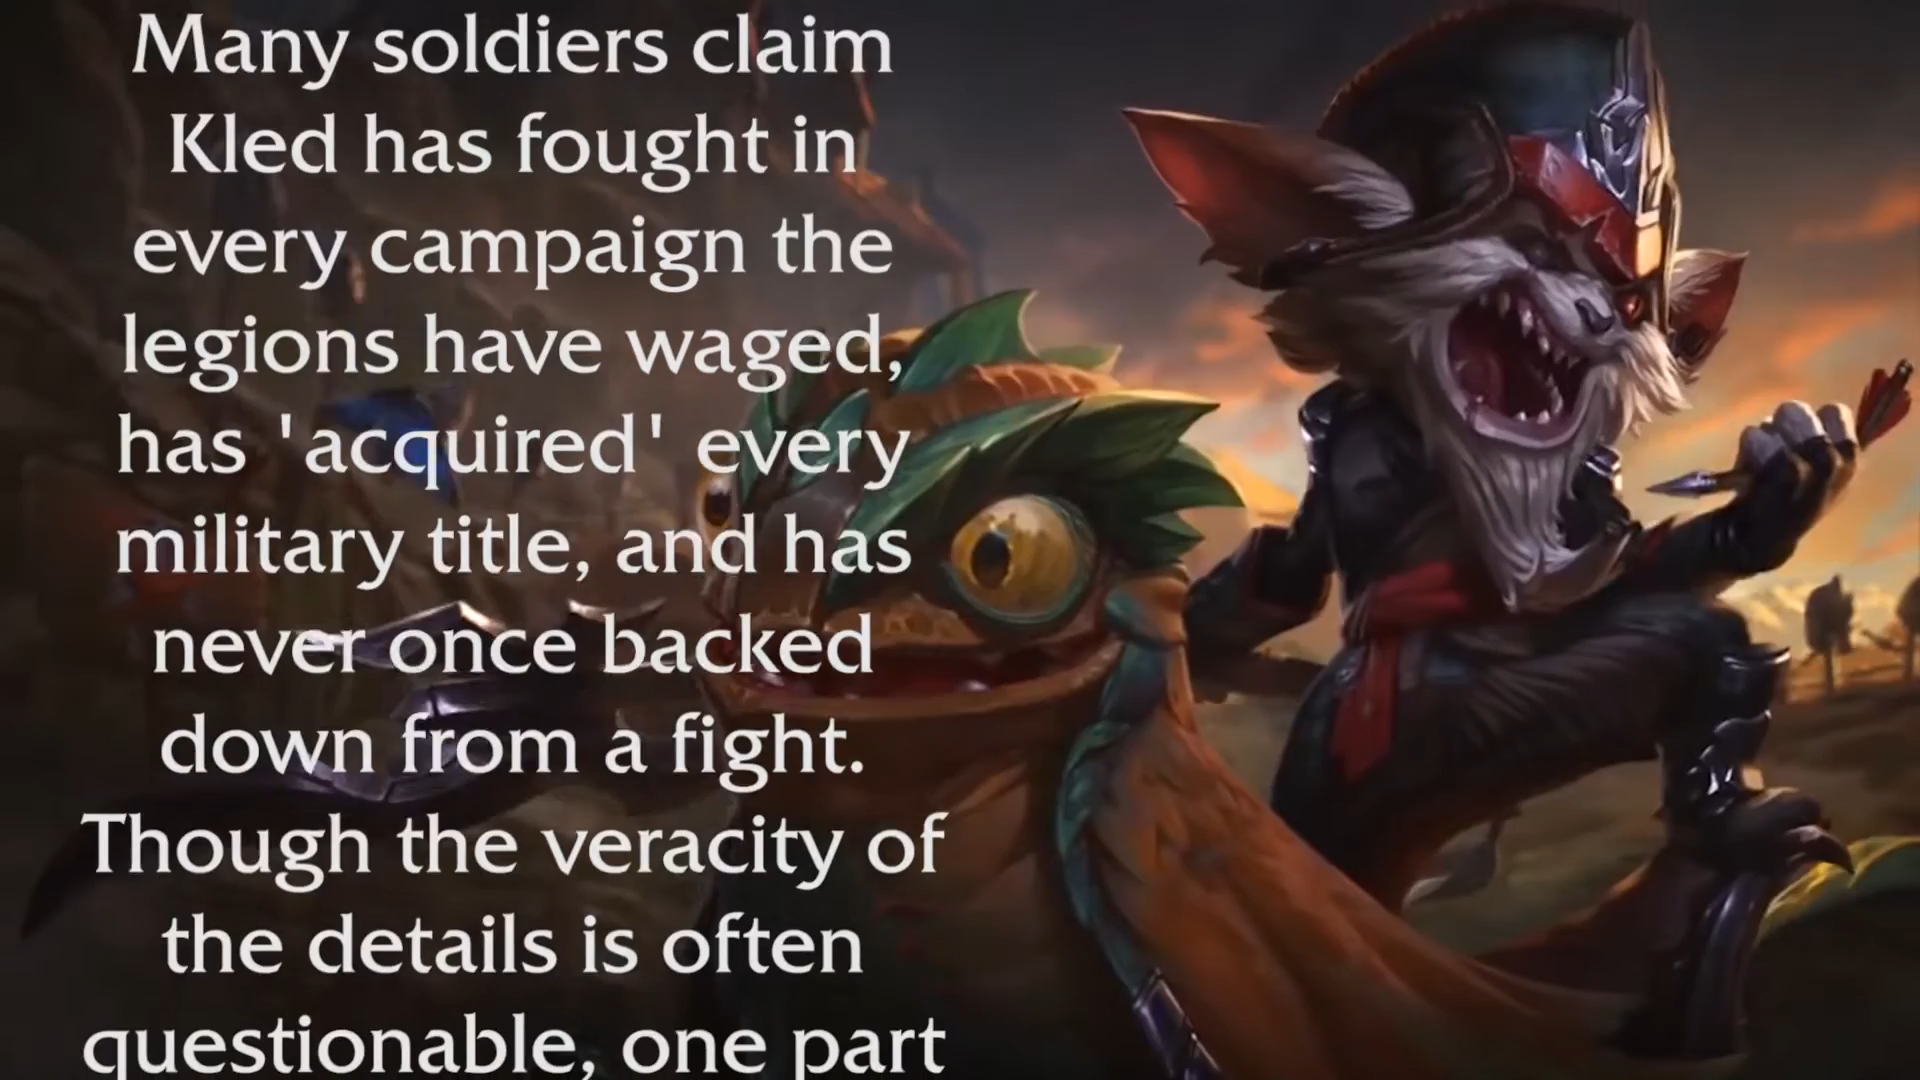 Many soldiers claim
Kled has fought in
every campaign the
legions have waged,
has 'acquired' every
military title, and has
never once backed
down from a fight.
Though the veracity of
the details is often
questionable, one part